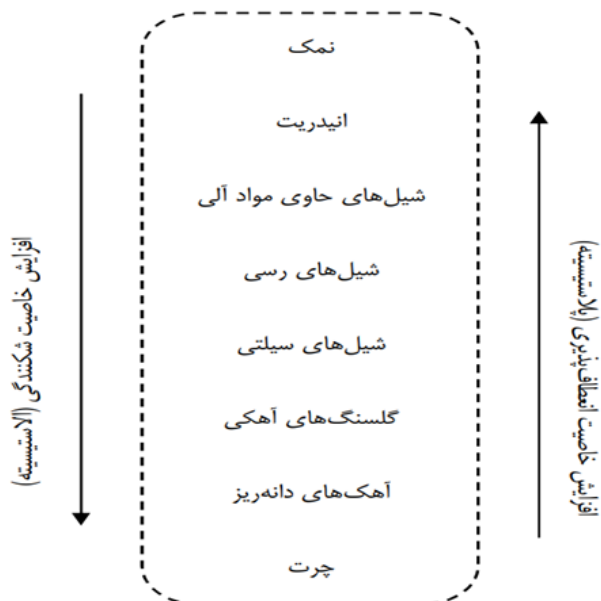 نمک
انیدریت
شیل‌های حاوی مواد آلی
شیل‌های رسی
شیل‌های سیلتی
گلسنگ‌های آهکی
آهک‌های دانه‌ریز
چرت
افزایش خاصیت انعطاف‌پذیری (پلاستیسیته)
افزایش خاصیت شکنندگی (الاستیسیته)